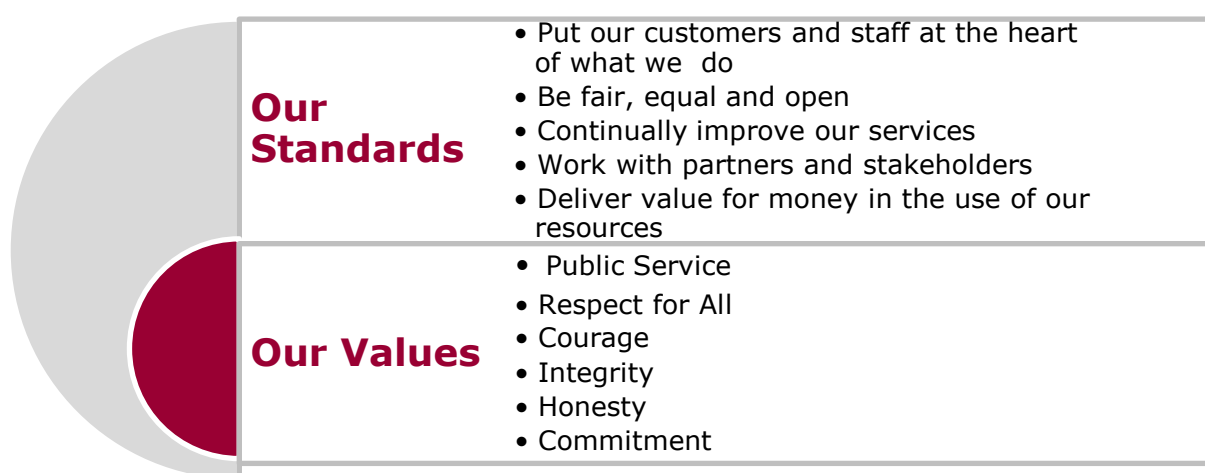 Our
Standards
• Put our customers and staff at the heart
of what we  do
• Be fair, equal and open
• Continually improve our services
• Work with partners and stakeholders
• Deliver value for money in the use of our
resources
Our Values
•  Public Service
• Respect for All
• Courage
• Integrity
• Honesty
• Commitment